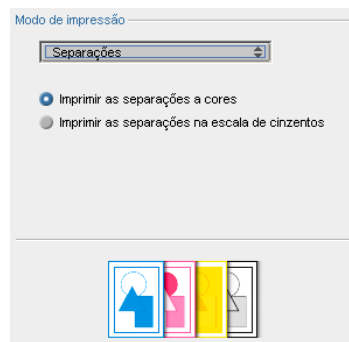 Modo de impressão
Separações
Imprimir as separações a cores
Imprimir as separações na escala de cinzentos